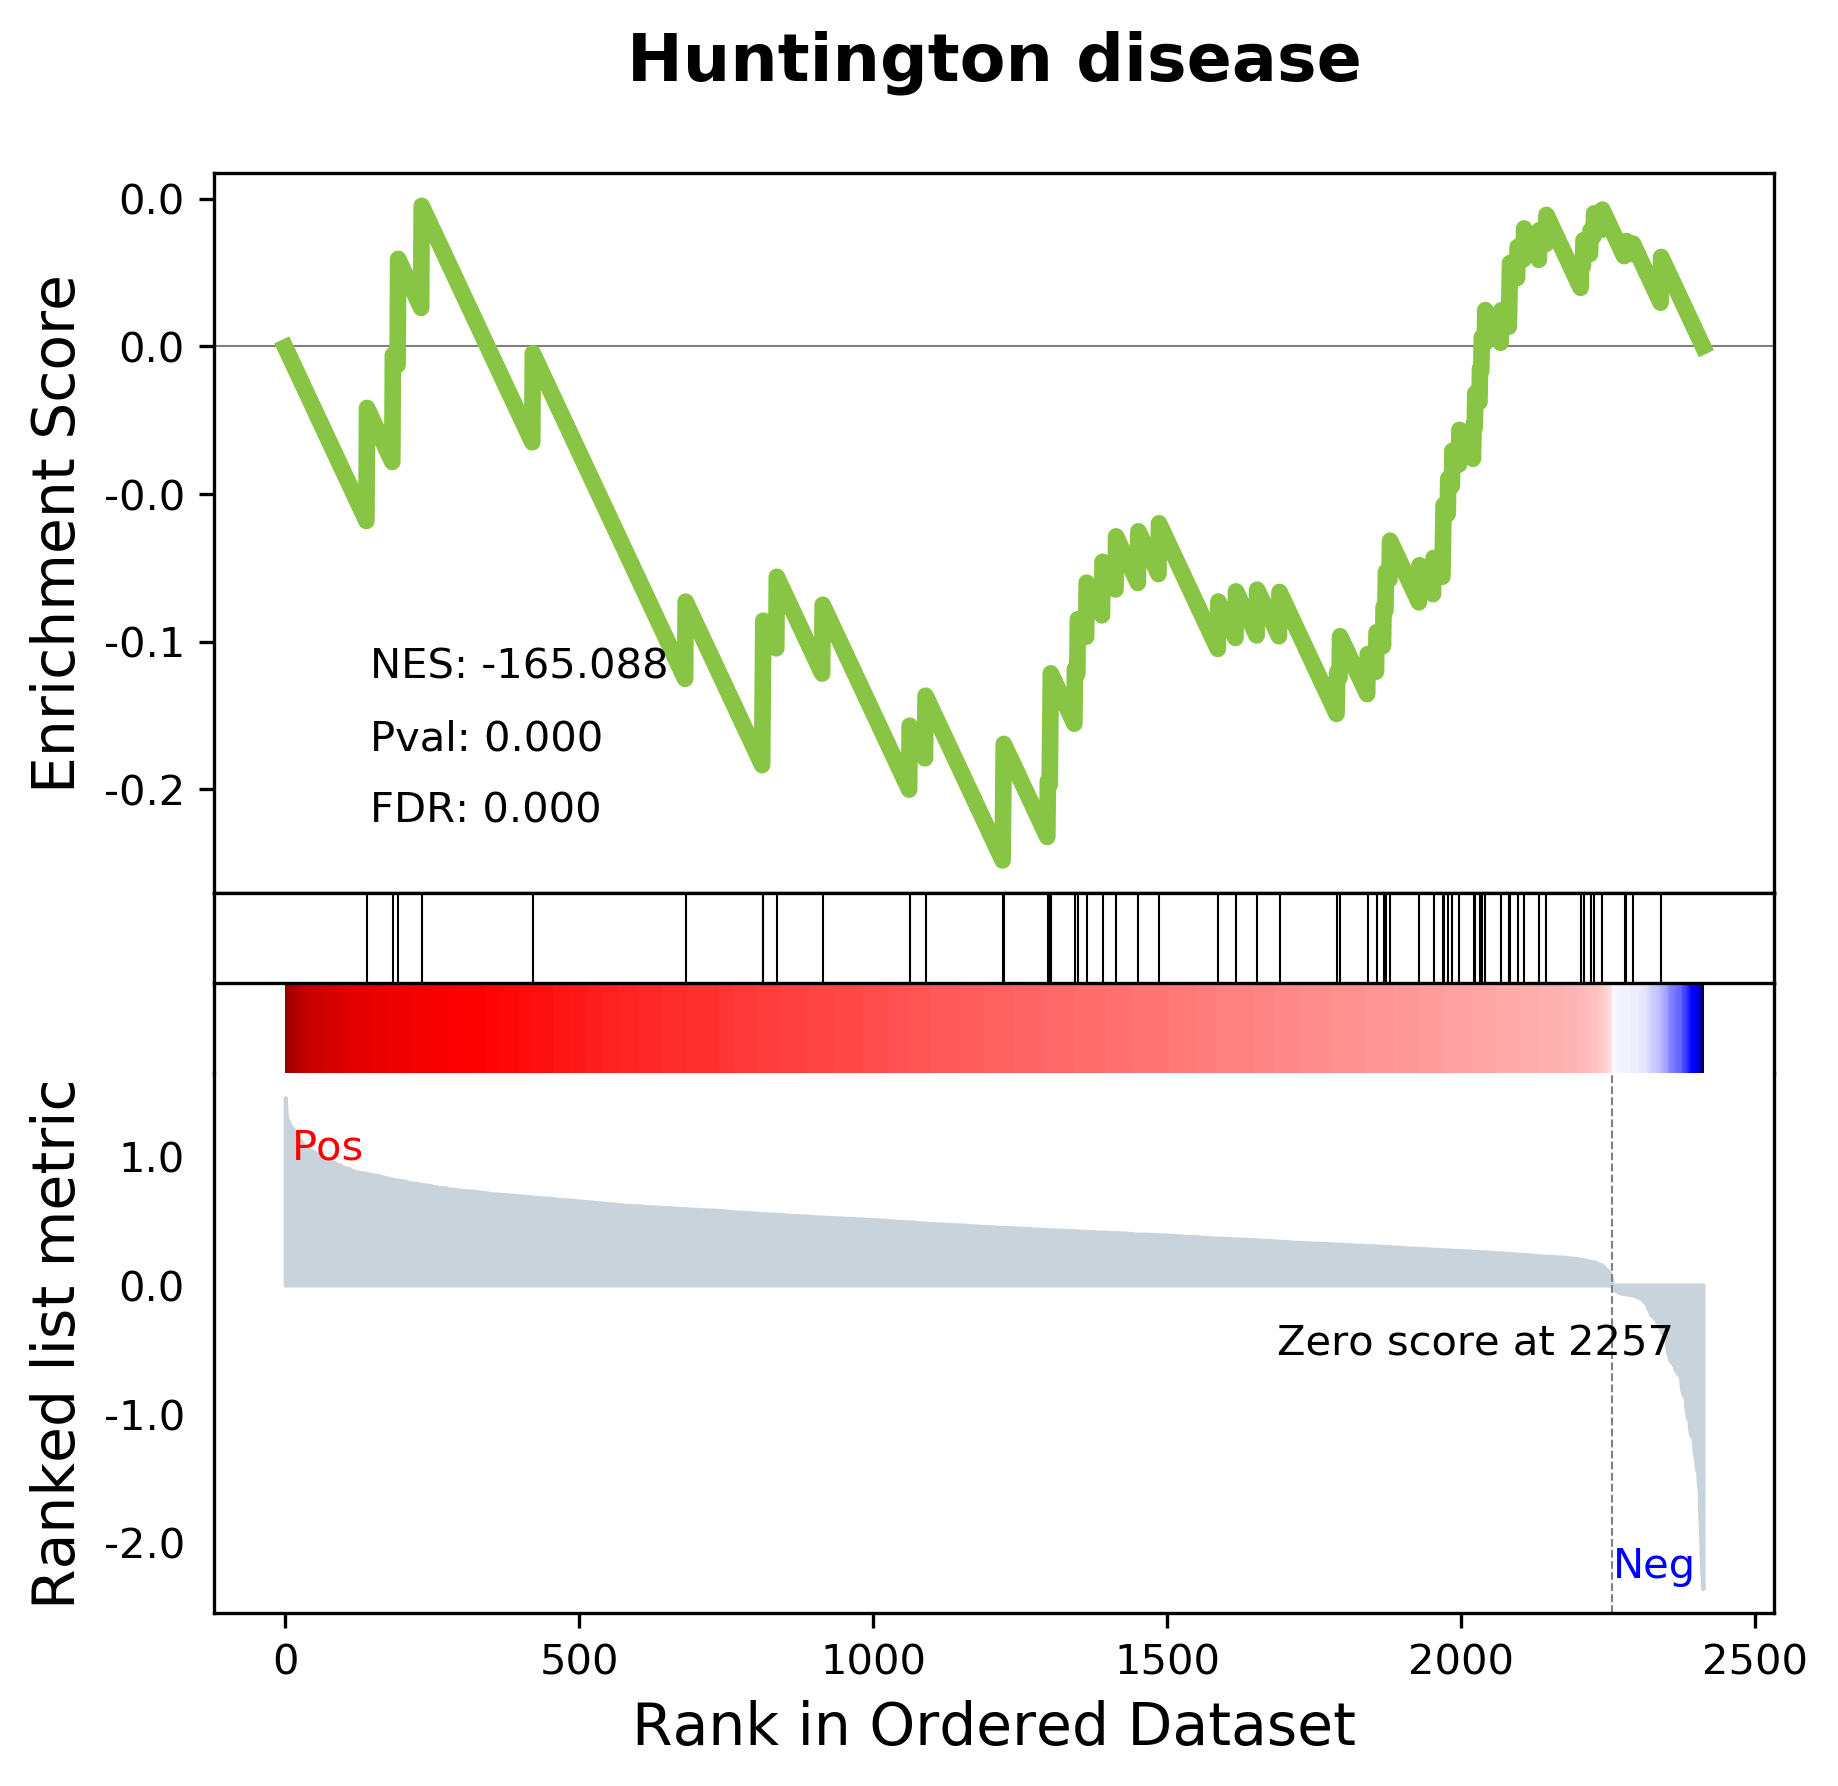 Huntington disease
Enrichment Score
0.0
0.0
-0.0
-0.1
-0.2
NES: -165.088
Pval: 0.000
FDR: 0.000
Ranked list metric
1.0
0.0
-1.0
-2.0
Pos
Zero score at 2257
Neg
0 500 1000 1500 2000 2500
Rank in Ordered Dataset